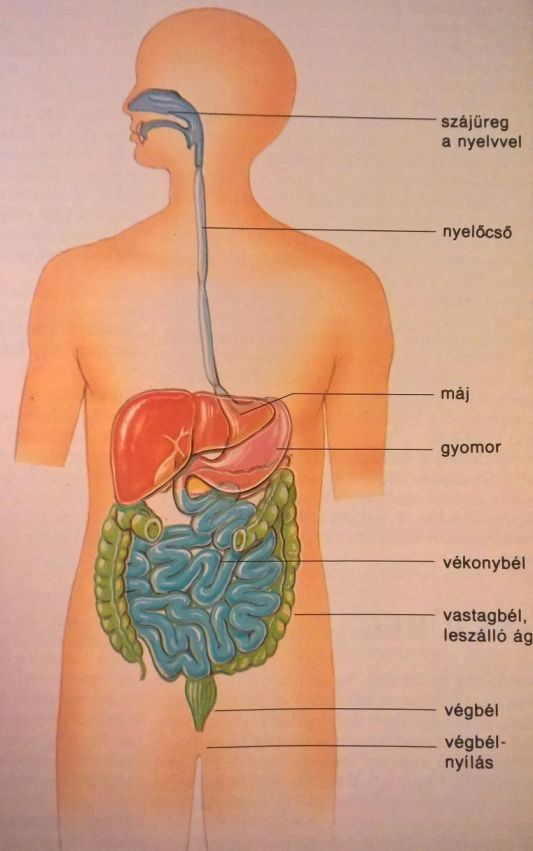 szájüreg
a nyelvvel
nyelőcső
máj
gyomor
vékonybél
vastagbél,
leszálló ág
végbél
végbél-
nyílás